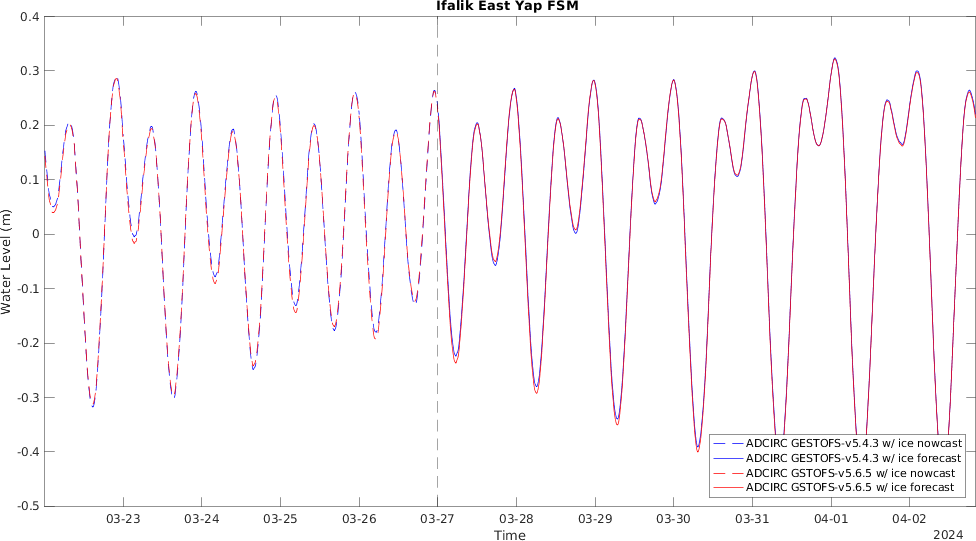 Ifalik East Yap FSM
0.4
0.3
0.2
0.1
0
-0.1
-0.2
-0.3
-0.4
-0.5
Water Level (m)
ADCIRC GESTOFS-v5.4.3 w/ ice nowcast
ADCIRC GESTOFS-v5.4.3 w/ ice forecast
ADCIRC GSTOFS-v5.6.5 w/ ice nowcast
ADCIRC GSTOFS-v5.6.5 w/ ice forecast
03-23 03-24 03-25 03-26 03-27 03-28 03-29 03-30 03-31 04-01 04-02
Time
2024